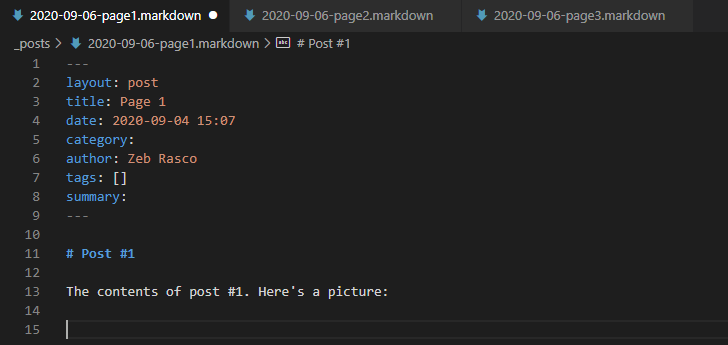 2020-09-06-page1.markdown 2020-09-06-page2.markdown 2020-09-06-page3.markdown
_posts > 2020-09-06-page1.markdown > abc # Post #1
1 ---
2 layout: post
3 title: Page 1
4 date: 2020-09-04 15:07
5 category:
6 author: Zeb Rasco
7 tags: []
8 summary:
9 ---
10
11 # Post #1
12
13 The contents of post #1. Here's a picture:
14
15